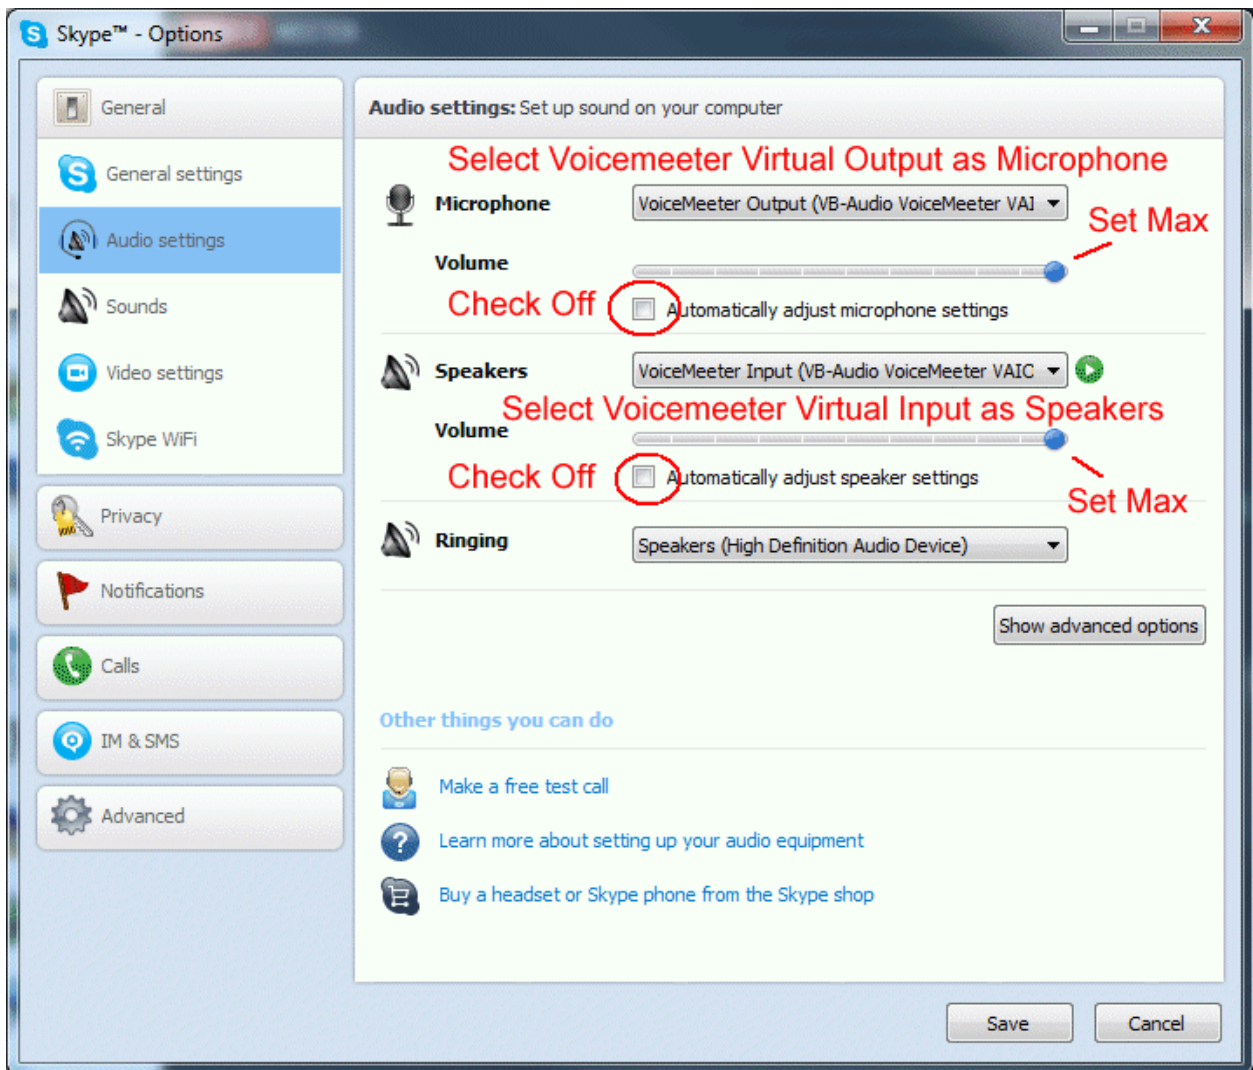 Skype™ - Options
General
General settings
Audio settings
Sounds
Video settings
Skype WiFi
Privacy
Notifications
Calls
IM & SMS
Advanced
Audio settings: Set up sound on your computer
Select Voicemeeter Virtual Output as Microphone
Microphone VoiceMeeter Output (VB-Audio VoiceMeeter VAI
Set Max
Volume
Check Off Automatically adjust microphone settings
Speakers VoiceMeeter Input (VB-Audio VoiceMeeter VAIO
Select Voicemeeter Virtual Input as Speakers
Volume
Check Off Automatically adjust speaker settings
Set Max
Ringing Speakers (High Definition Audio Device)
Show advanced options
Other things you can do
Make a free test call
Learn more about setting up your audio equipment
Buy a headset or Skype phone from the Skype shop
Save Cancel